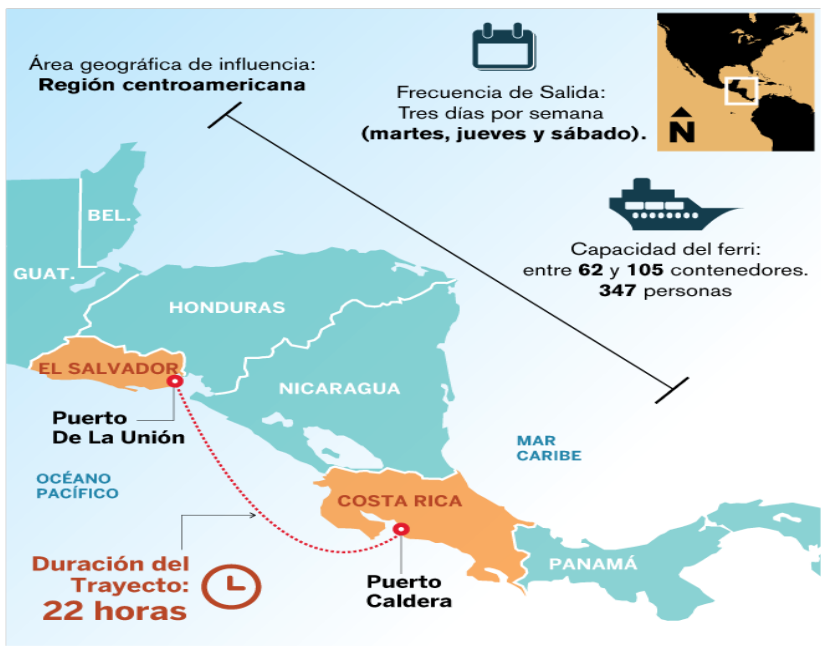 Área geográfica de influencia:
Región centroamericana
Frecuencia de Salida:
Tres días por semana
(martes, jueves y sábado).
N
Capacidad del ferri:
entre 62 y 105 contenedores.
347 personas
BEL.
GUAT.
HONDURAS
EL SALVADOR
NICARAGUA
Puerto
De La Unión
MAR
CARIBE
OCÉANO
PACÍFICO
COSTA RICA
PANAMÁ
Duración del
Trayecto:
22 horas
Puerto
Caldera